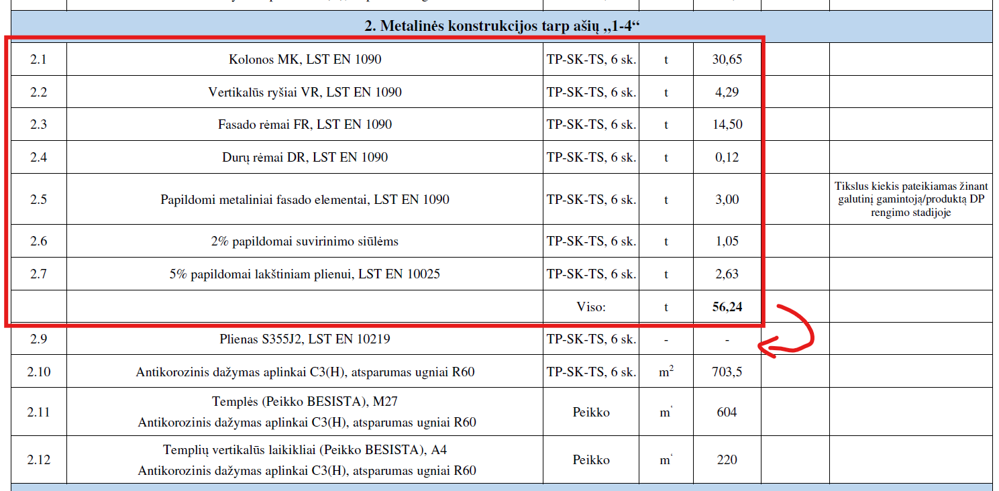 2. Metalinės konstrukcijos tarp ašių „1-4“
2.1 Kolonos MK, LST EN 1090 TP-SK-TS, 6 sk. t 30,65
2.2 Vertikalūs ryšiai VR, LST EN 1090 TP-SK-TS, 6 sk. t 4,29
2.3 Fasado rėmai FR, LST EN 1090 TP-SK-TS, 6 sk. t 14,50
2.4 Durų rėmai DR, LST EN 1090 TP-SK-TS, 6 sk. t 0,12
2.5 Papildomi metaliniai fasado elementai, LST EN 1090 TP-SK-TS, 6 sk. t 3,00
Tikslus kiekis pateikiamas žinant
galutinį gamintoją/produktą DP
rengimo stadijoje
2.6 2% papildomai suvirinimo siūlėms TP-SK-TS, 6 sk. t 1,05
2.7 5% papildomai lakštiniam plienui, LST EN 10025 TP-SK-TS, 6 sk. t 2,63
Viso: t 56,24
2.9 Plienas S355J2, LST EN 10219 TP-SK-TS, 6 sk. - -
2.10 Antikorozinis dažymas aplinkai C3(H), atsparumas ugniai R60 TP-SK-TS, 6 sk. m² 703,5
2.11 Templės (Peikko BESISTA), M27
Antikorozinis dažymas aplinkai C3(H), atsparumas ugniai R60 Peikko m‘ 604
2.12 Templių vertikalūs laikikliai (Peikko BESISTA), A4
Antikorozinis dažymas aplinkai C3(H), atsparumas ugniai R60 Peikko m‘ 220